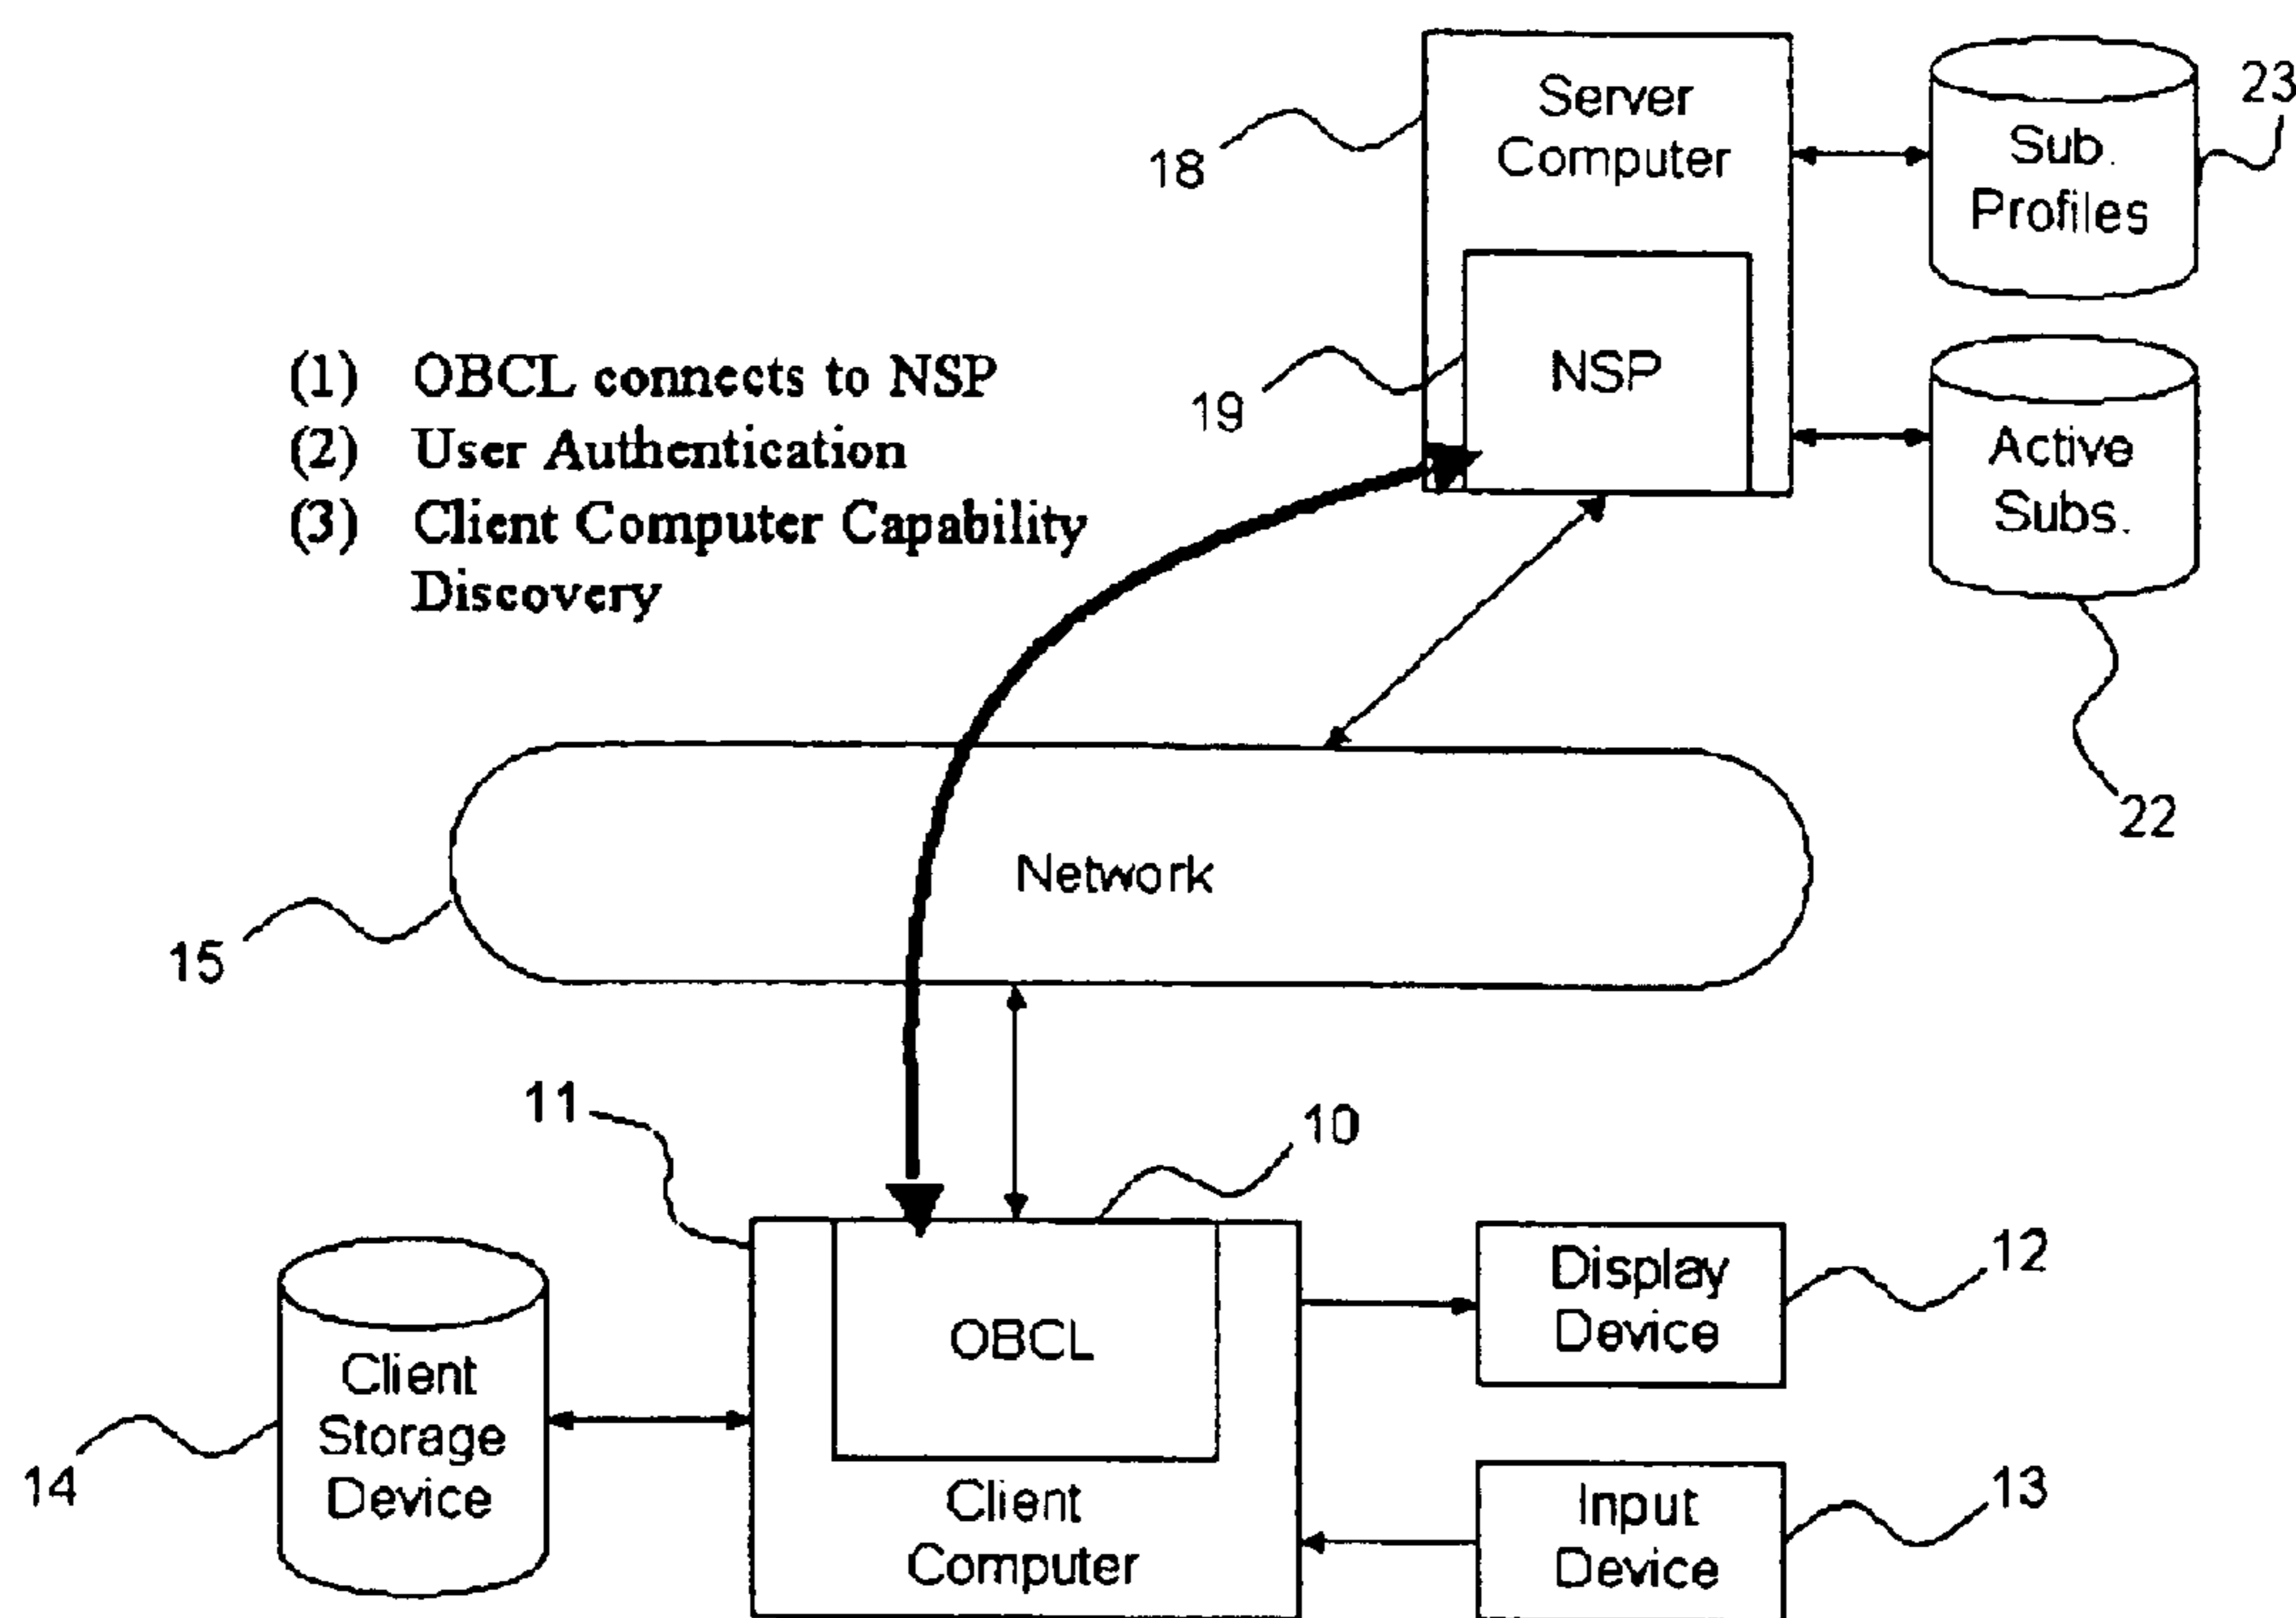 Server
Computer
18
Sub.
Profiles
23
(1) OBCL connects to NSP
(2) User Authentication
(3) Client Computer Capability
Discovery
NSP
19
Active
Subs.
22
Network
15
11
10
OBCL
Client
Computer
Client
Storage
Device
14
Display
Device
12
Input
Device
13